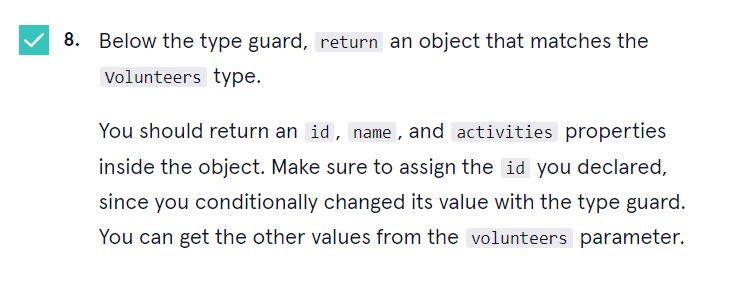 8. Below the type guard, return an object that matches the
Volunteers type.
You should return an id, name, and activities properties
inside the object. Make sure to assign the id you declared,
since you conditionally changed its value with the type guard.
You can get the other values from the volunteers parameter.